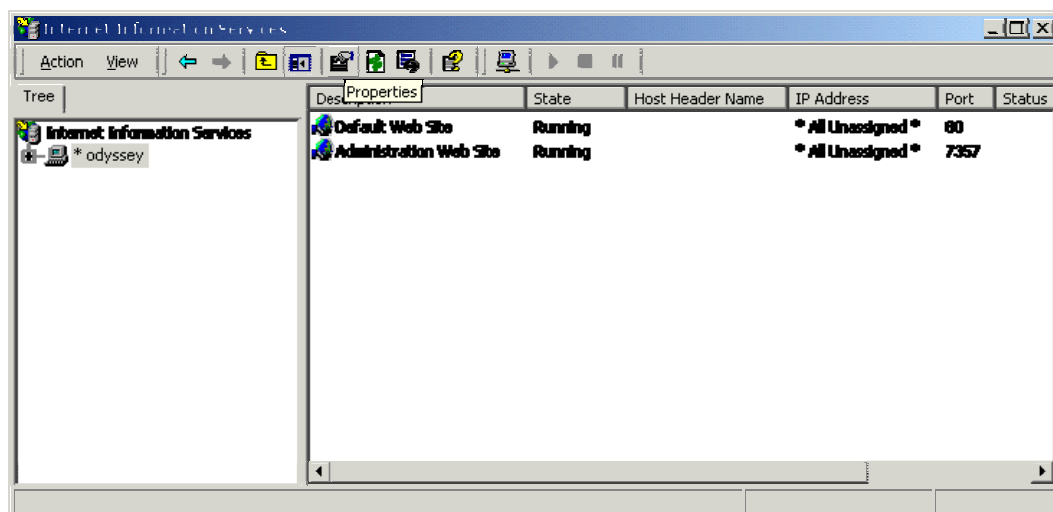 Internet Information Services
Action View
Tree
Properties
Description State Host Header Name IP Address Port Status
Internet Information Services
* odyssey
Default Web Site Running * All Unassigned * 80
Administration Web Site Running * All Unassigned * 7357